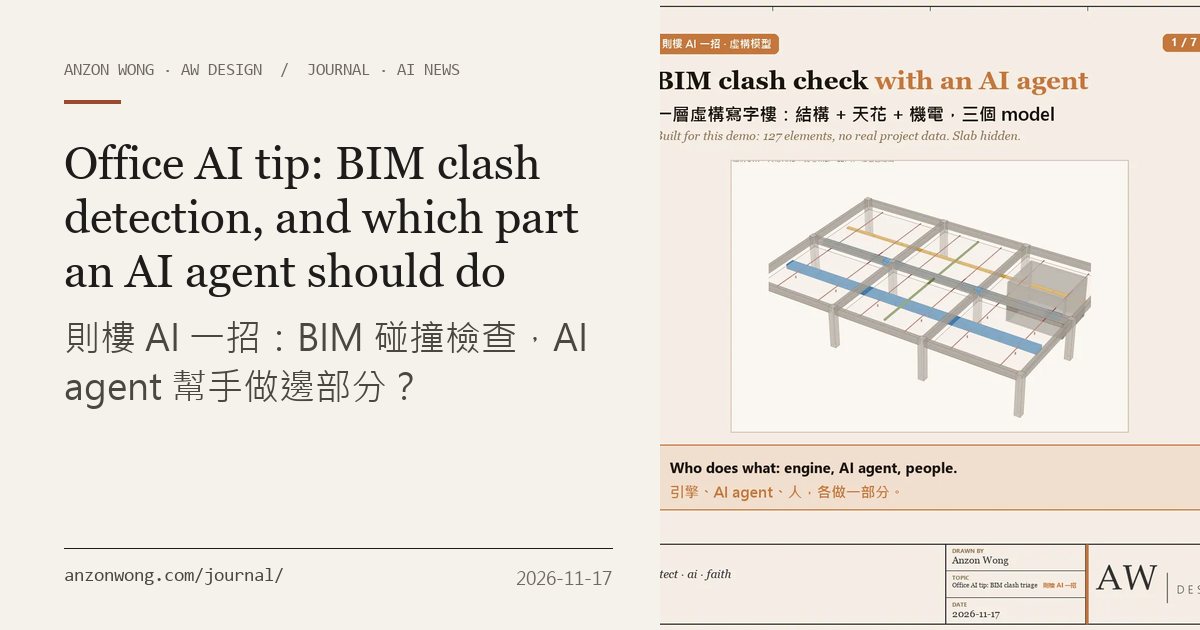 ANZON WONG · AW DESIGN / JOURNAL · AI NEWS
Office AI tip: BIM clash
detection, and which part
an AI agent should do
則樓 AI 一招：BIM 碰撞檢查，AI
agent 幫手做邊部分？
anzonwong.com/journal/
2026-11-17
則樓 AI 一招 · 虛構模型
1 / 7
BIM clash check with an AI agent
一層虛構寫字樓：結構 + 天花 + 機電，三個 model
Built for this demo: 127 elements, no real project data. Slab hidden.
Who does what: engine, AI agent, people.
引擎、AI agent、人，各做一部分。
tect · ai · faith
DRAWN BY
Anzon Wong
TOPIC
Office AI tip: BIM clash triage 則樓 AI 一招
DATE
2026-11-17
AW
DES